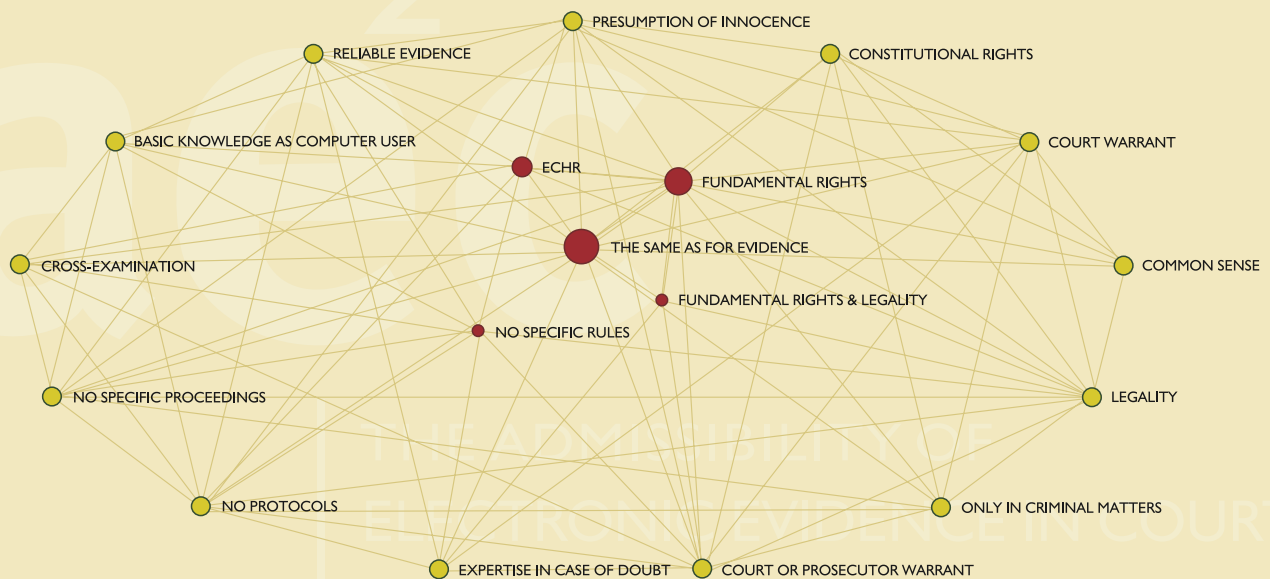 PRESUMPTION OF INNOCENCE
RELIABLE EVIDENCE
CONSTITUTIONAL RIGHTS
BASIC KNOWLEDGE AS COMPUTER USER
COURT WARRANT
ECHR
FUNDAMENTAL RIGHTS
THE SAME AS FOR EVIDENCE
CROSS-EXAMINATION
COMMON SENSE
FUNDAMENTAL RIGHTS & LEGALITY
NO SPECIFIC RULES
NO SPECIFIC PROCEEDINGS
LEGALITY
THE ADMISSIBILITY OF
NO PROTOCOLS
ONLY IN CRIMINAL MATTERS
ELECTRONIC EVIDENCE IN COURT
EXPERTISE IN CASE OF DOUBT
COURT OR PROSECUTOR WARRANT
aec
2